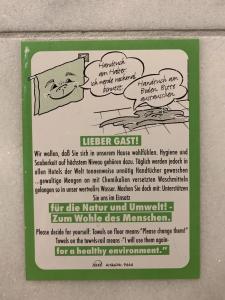 Handtuch
am Halter:
Ich werde nochmal
benutzt.
Handtuch am
Boden: Bitte
austauschen.
LIEBER GAST!
Wir wollen, daß Sie sich in unserem Hause wohlfühlen. Hygiene und
Sauberkeit auf höchstem Niveau gehören dazu. Täglich werden jedoch in
allen Hotels der Welt tonnenweise unnötig Handtücher gewaschen
...gewaltige Mengen an mit Chemikalien versetzten Waschmitteln
gelangen so in unser wertvolles Wasser. Machen Sie doch mit: Unterstützen
Sie uns im Einsatz
für die Natur und Umwelt! -
Zum Wohle des Menschen.
Please decide for yourself: Towels on floor means: "Please change them!"
Towels on the towels-rail means: "I will use them again-
for a healthy environment."